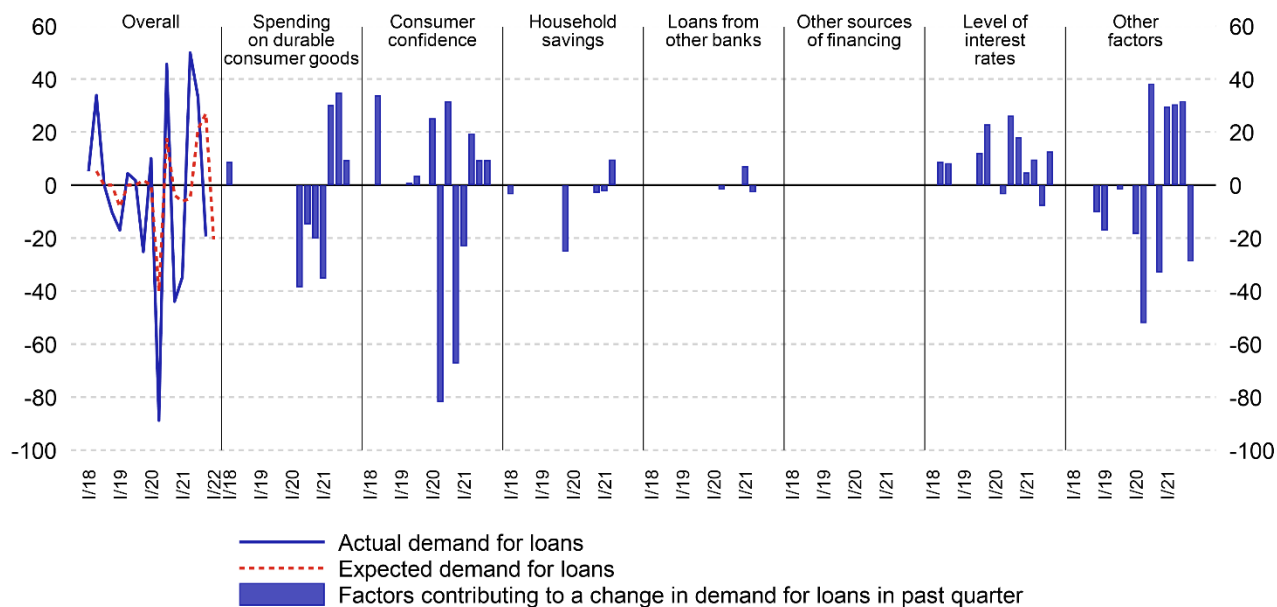 Overall
Spending
on durable
consumer goods
Consumer
confidence
Household
savings
Loans from
other banks
Other sources
of financing
Level of
interest
rates
Other
factors
60
40
20
0
-20
-40
-60
-80
-100
60
40
20
0
-20
-40
-60
-80
-100
I/18
I/19
I/20
I/21
I/22
I/18
I/19
I/20
I/21
I/18
I/19
I/20
I/21
I/18
I/19
I/20
I/21
I/18
I/19
I/20
I/21
I/18
I/19
I/20
I/21
I/18
I/19
I/20
I/21
I/18
I/19
I/20
I/21
Actual demand for loans
Expected demand for loans
Factors contributing to a change in demand for loans in past quarter